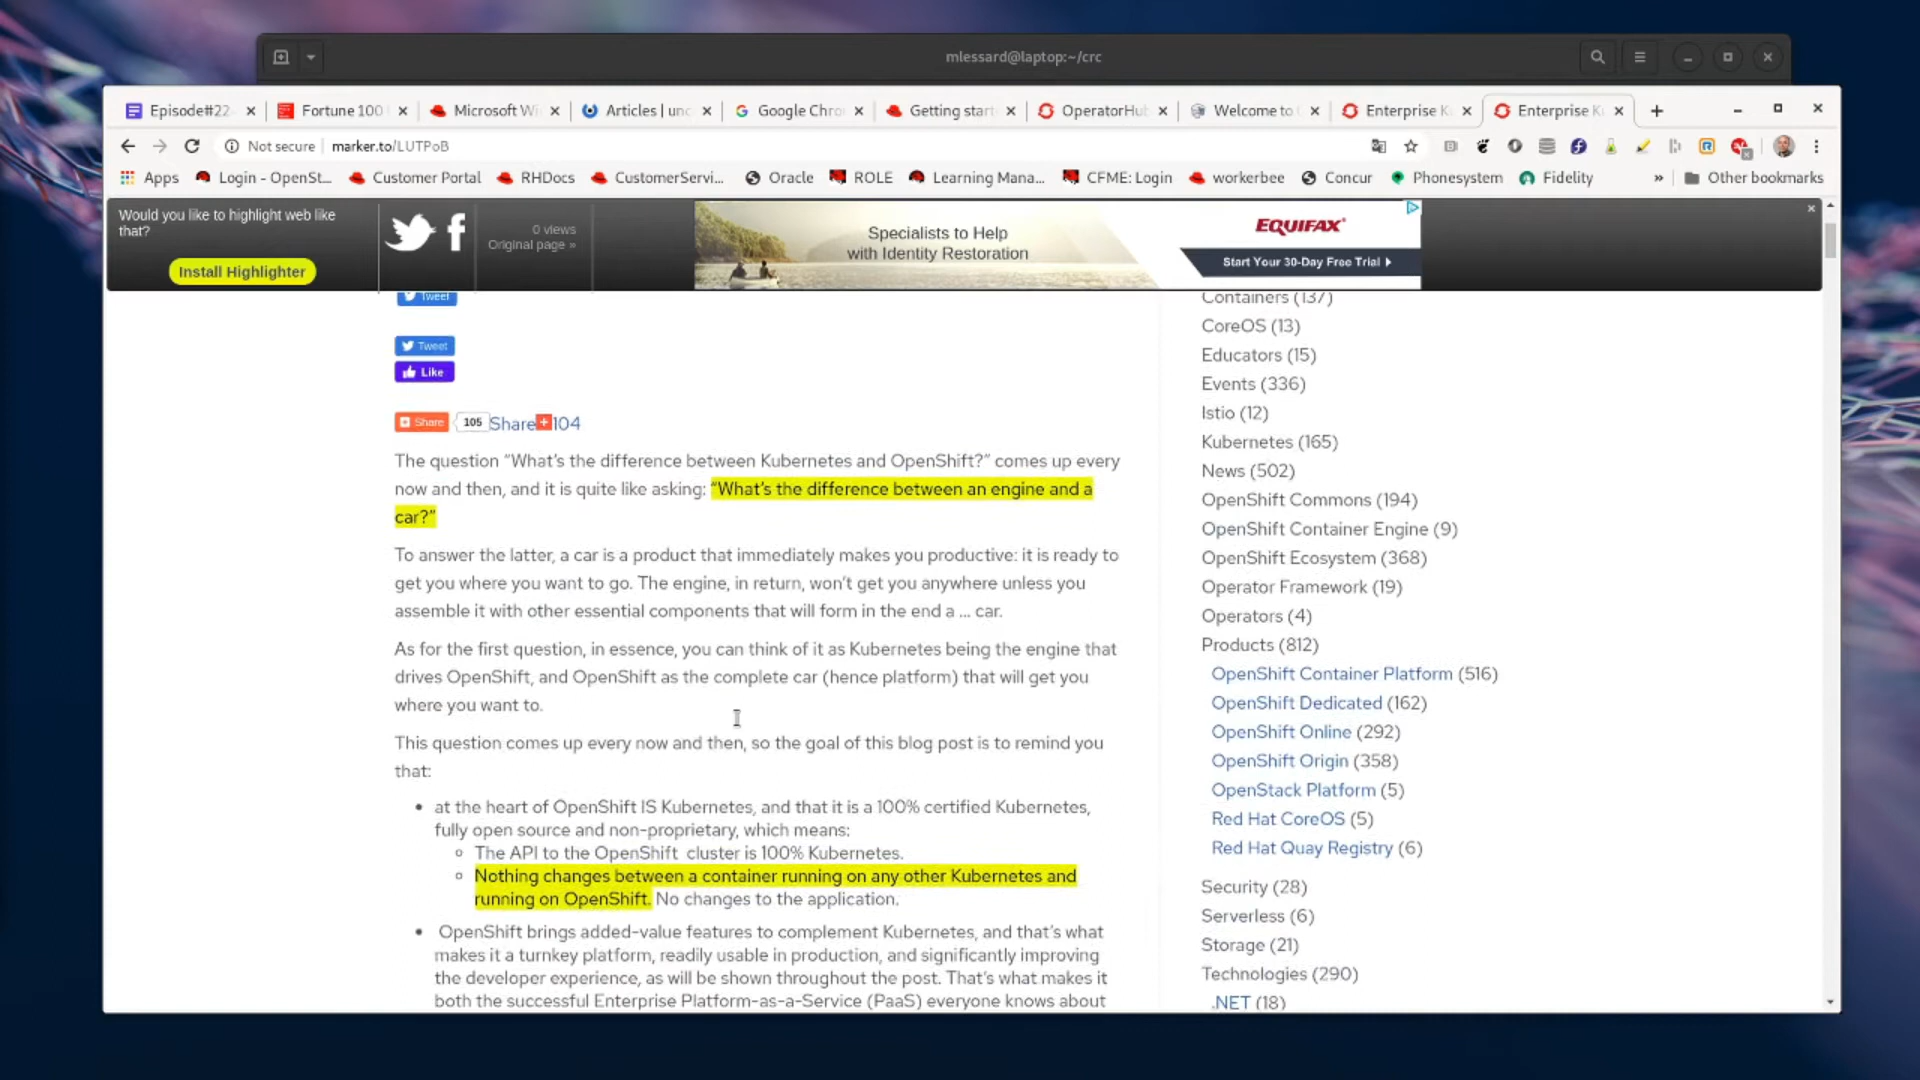 mlessard@laptop:~/crc
Episode#22
Fortune 100
Microsoft Wi
Articles | unc
Google Chro
Getting start
OperatorHub
Welcome to
Enterprise K
Enterprise K
Not secure | marker.to/LUTPoB
Apps
Login - OpenSt...
Customer Portal
RHDocs
CustomerServi...
Oracle
ROLE
Learning Mana...
CFME: Login
workerbee
Concur
Phonesystem
Fidelity
»
Other bookmarks
Would you like to highlight web like
that?
Install Highlighter
0 views
Original page »
Specialists to Help
with Identity Restoration
EQUIFAX
Start Your 30-Day Free Trial
Tweet
Tweet
Like
Share 105 Share 104
The question “What’s the difference between Kubernetes and OpenShift?” comes up every
now and then, and it is quite like asking: “What’s the difference between an engine and a
car?”
To answer the latter, a car is a product that immediately makes you productive: it is ready to
get you where you want to go. The engine, in return, won’t get you anywhere unless you
assemble it with other essential components that will form in the end a ... car.
As for the first question, in essence, you can think of it as Kubernetes being the engine that
drives OpenShift, and OpenShift as the complete car (hence platform) that will get you
where you want to.
This question comes up every now and then, so the goal of this blog post is to remind you
that:
• at the heart of OpenShift IS Kubernetes, and that it is a 100% certified Kubernetes,
fully open source and non-proprietary, which means:
◦ The API to the OpenShift cluster is 100% Kubernetes.
◦ Nothing changes between a container running on any other Kubernetes and
running on OpenShift. No changes to the application.
• OpenShift brings added-value features to complement Kubernetes, and that’s what
makes it a turnkey platform, readily usable in production, and significantly improving
the developer experience, as will be shown throughout the post. That’s what makes it
both the successful Enterprise Platform-as-a-Service (PaaS) everyone knows about
Containers (137)
CoreOS (13)
Educators (15)
Events (336)
Istio (12)
Kubernetes (165)
News (502)
OpenShift Commons (194)
OpenShift Container Engine (9)
OpenShift Ecosystem (368)
Operator Framework (19)
Operators (4)
Products (812)
OpenShift Container Platform (516)
OpenShift Dedicated (162)
OpenShift Online (292)
OpenShift Origin (358)
OpenStack Platform (5)
Red Hat CoreOS (5)
Red Hat Quay Registry (6)
Security (28)
Serverless (6)
Storage (21)
Technologies (290)
.NET (18)